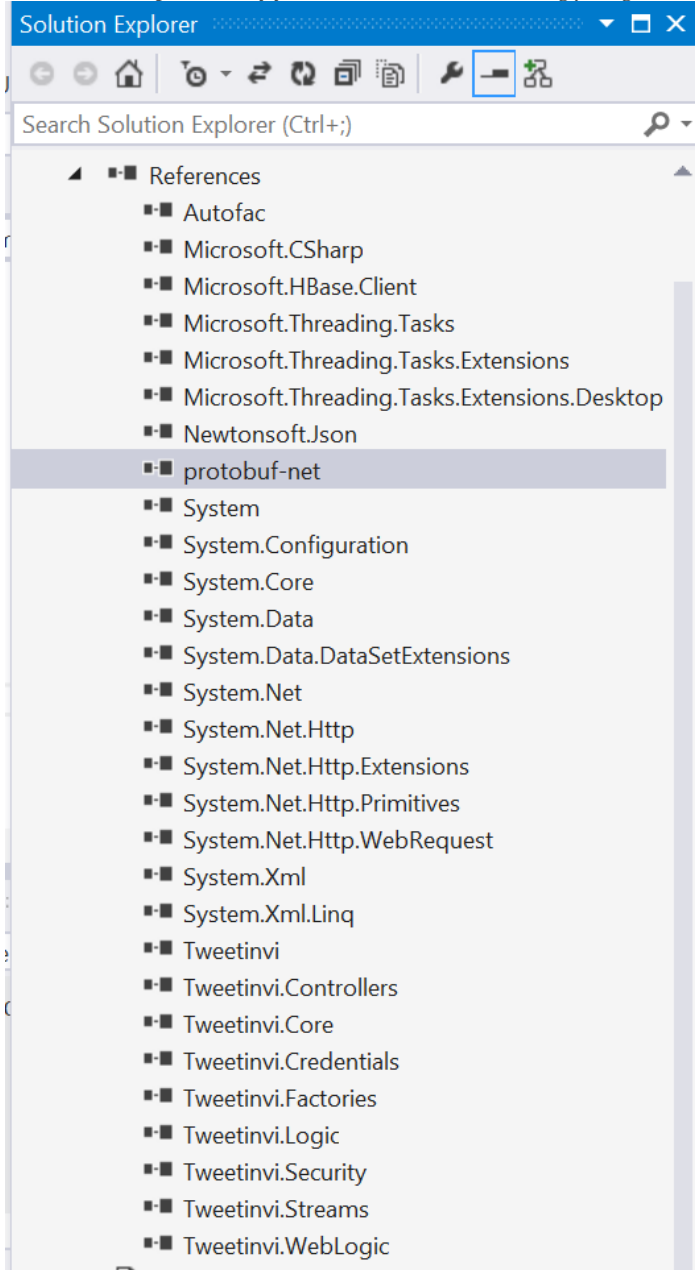 Solution Explorer
Search Solution Explorer (Ctrl+;)
References
Autofac
Microsoft.CSharp
Microsoft.HBase.Client
Microsoft.Threading.Tasks
Microsoft.Threading.Tasks.Extensions
Microsoft.Threading.Tasks.Extensions.Desktop
Newtonsoft.Json
protobuf-net
System
System.Configuration
System.Core
System.Data
System.Data.DataSetExtensions
System.Net
System.Net.Http
System.Net.Http.Extensions
System.Net.Http.Primitives
System.Net.Http.WebRequest
System.Xml
System.Xml.Linq
Tweetinvi
Tweetinvi.Controllers
Tweetinvi.Core
Tweetinvi.Credentials
Tweetinvi.Factories
Tweetinvi.Logic
Tweetinvi.Security
Tweetinvi.Streams
Tweetinvi.WebLogic